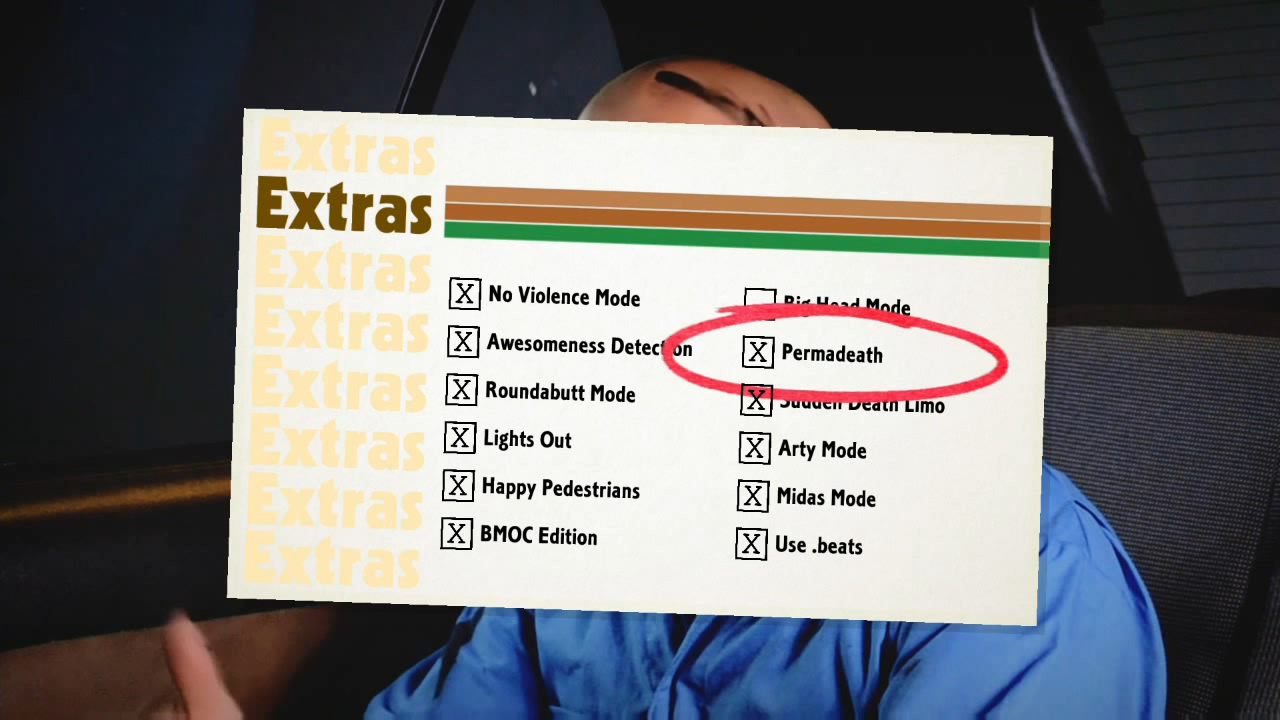 Extras
Extras
Extras
Extras
Extras
Extras
Extras
Extras
X No Violence Mode
X Awesomeness Detection
X Roundabutt Mode
X Lights Out
X Happy Pedestrians
X BMOC Edition
Big Head Mode
X Permadeath
X Sudden Death Limo
X Arty Mode
X Midas Mode
X Use .beats